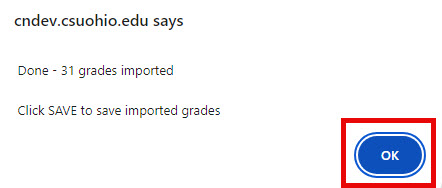 cndev.csuohio.edu says
Done - 31 grades imported
Click SAVE to save imported grades
OK